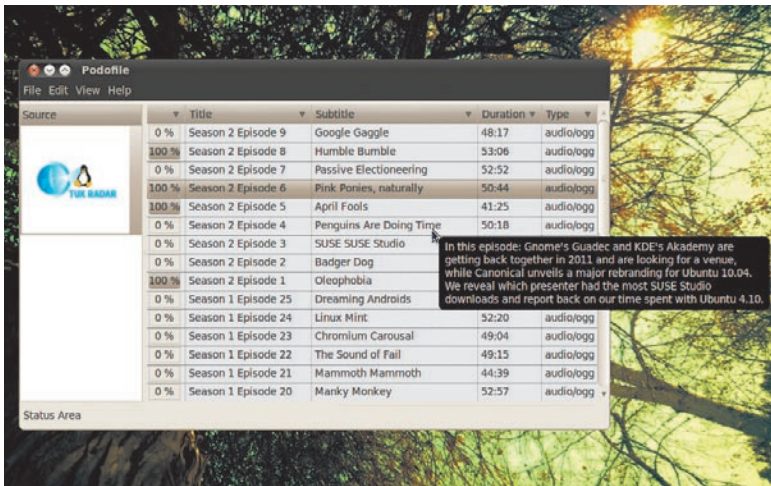 Podofile
File Edit View Help
Source
TUX RADAR
Title Subtitle Duration Type
0 % Season 2 Episode 9 Google Gaggle 48:17 audio/ogg
100 % Season 2 Episode 8 Humble Bumble 53:06 audio/ogg
0 % Season 2 Episode 7 Passive Electioneering 52:52 audio/ogg
100 % Season 2 Episode 6 Pink Ponies, naturally 50:44 audio/ogg
100 % Season 2 Episode 5 April Fools 41:25 audio/ogg
0 % Season 2 Episode 4 Penguins Are Doing Time 50:18 audio/ogg
0 % Season 2 Episode 3 SUSE SUSE Studio
0 % Season 2 Episode 2 Badger Dog
100 % Season 2 Episode 1 Oleophobia
0 % Season 1 Episode 25 Dreaming Androids
In this episode: Gnome's Guadec and KDE's Akademy are
getting back together in 2011 and are looking for a venue,
while Canonical unveils a major rebranding for Ubuntu 10.04.
We reveal which presenter had the most SUSE Studio
downloads and report back on our time spent with Ubuntu 4.10.
0 % Season 1 Episode 24 Linux Mint 52:20 audio/ogg
0 % Season 1 Episode 23 Chromium Carousal 49:04 audio/ogg
0 % Season 1 Episode 22 The Sound of Fail 49:15 audio/ogg
0 % Season 1 Episode 21 Mammoth Mammoth 44:39 audio/ogg
0 % Season 1 Episode 20 Manky Monkey 52:57 audio/ogg
Status Area